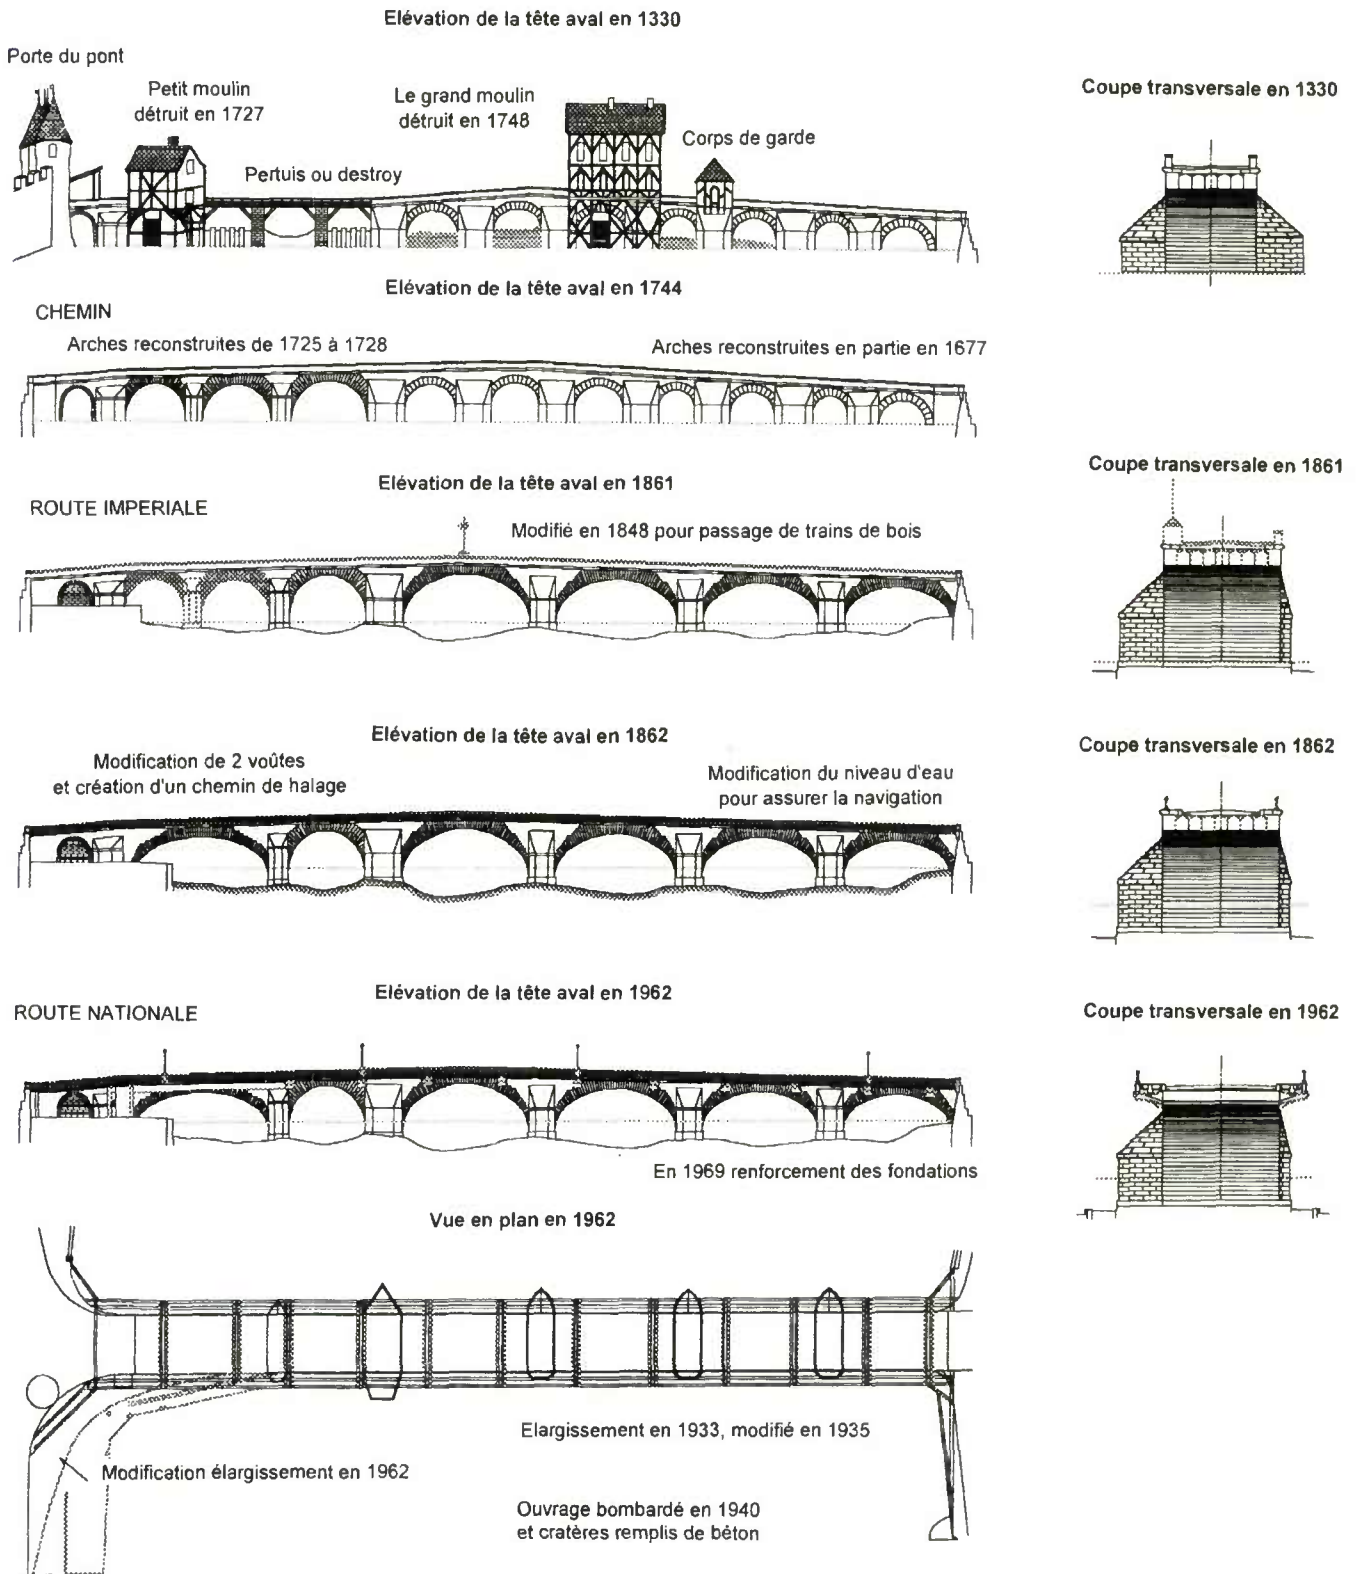 Elévation de la tête aval en 1330
Porte du pont
Petit moulin
détruit en 1727
Le grand moulin
détruit en 1748
Corps de garde
Pertuis ou destroy
Coupe transversale en 1330
Elévation de la tête aval en 1744
CHEMIN
Arches reconstruites de 1725 à 1728
Arches reconstruites en partie en 1677
Elévation de la tête aval en 1861
Coupe transversale en 1861
ROUTE IMPERIALE
Modifié en 1848 pour passage de trains de bois
Elévation de la tête aval en 1862
Coupe transversale en 1862
Modification de 2 voûtes
et création d'un chemin de halage
Modification du niveau d'eau
pour assurer la navigation
Elévation de la tête aval en 1962
ROUTE NATIONALE
Coupe transversale en 1962
En 1969 renforcement des fondations
Vue en plan en 1962
Elargissement en 1933, modifié en 1935
Modification élargissement en 1962
Ouvrage bombardé en 1940
et cratères remplis de béton